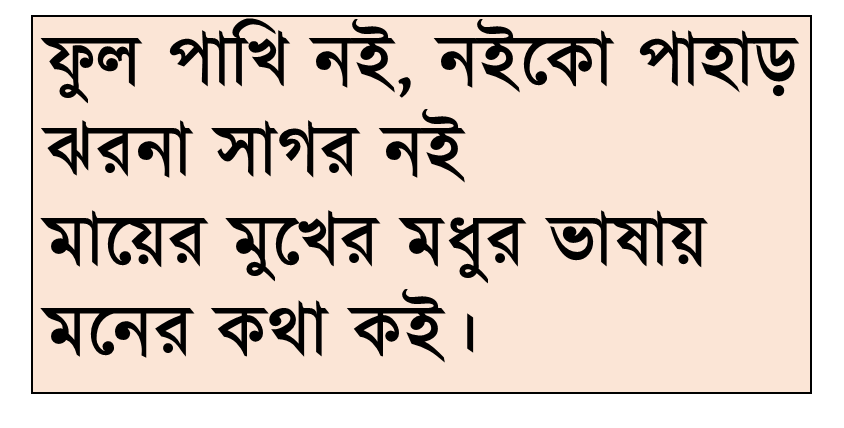 ফুল পাখি নই, নইকো পাহাড়
ঝরনা সাগর নই
মায়ের মুখের মধুর ভাষায়
মনের কথা কই।